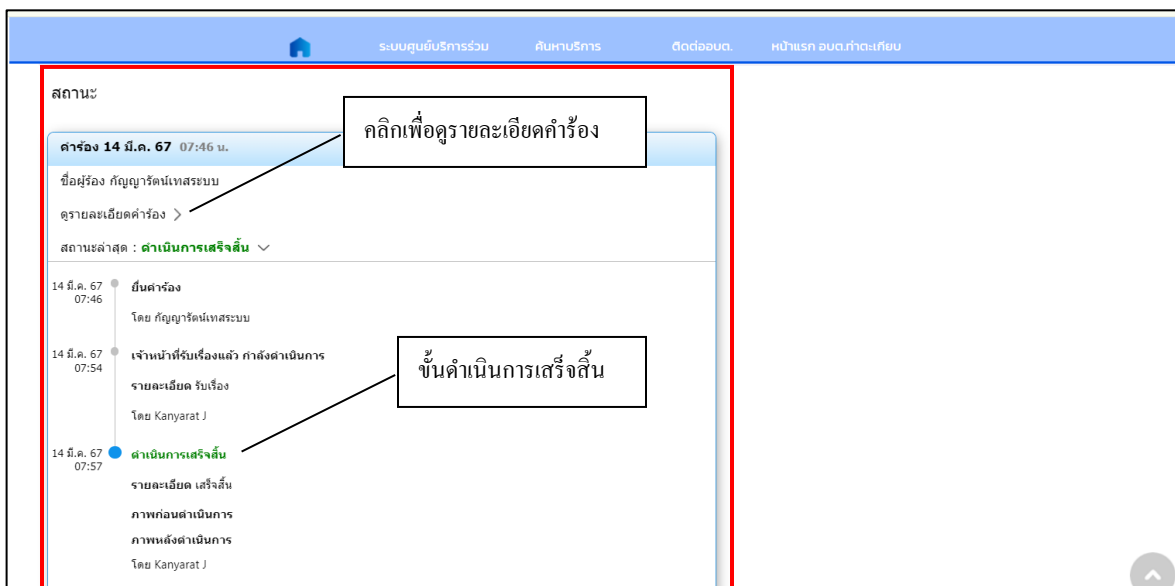 ระบบศูนย์บริการร่วม ค้นหาบริการ ติดต่ออบต. หน้าแรก อบต.ท่าตะเกียบ
สถานะ
คลิกเพื่อดูรายละเอียดคำร้อง
คำร้อง 14 มี.ค. 67 07:46 น.
ชื่อผู้ร้อง กัญญารัตน์เทสระบบ
ดูรายละเอียดคำร้อง
สถานะล่าสุด : ดำเนินการเสร็จสิ้น
14 มี.ค. 67 ยื่นคำร้อง
07:46
โดย กัญญารัตน์เทสระบบ
14 มี.ค. 67 เจ้าหน้าที่รับเรื่องแล้ว กำลังดำเนินการ
07:54
ขั้นดำเนินการเสร็จสิ้น
รายละเอียด รับเรื่อง
โดย Kanyarat J
14 มี.ค. 67 ดำเนินการเสร็จสิ้น
07:57
รายละเอียด เสร็จสิ้น
ภาพก่อนดำเนินการ
ภาพหลังดำเนินการ
โดย Kanyarat J